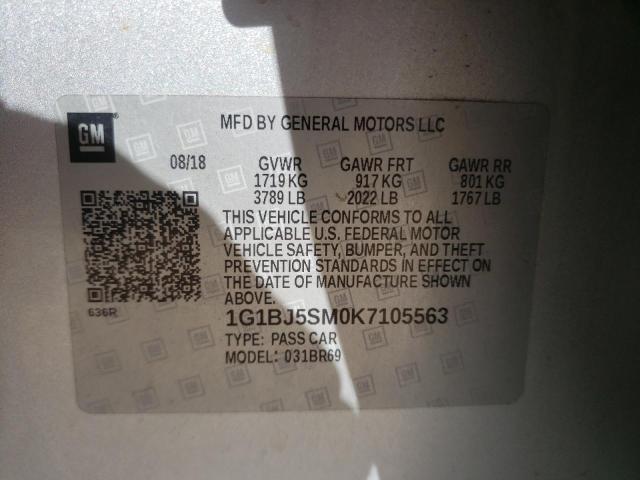 GM
MFD BY GENERAL MOTORS LLC
08/18 GVWR GAWR FRT GAWR RR
1719 KG 917 KG 801 KG
3789 LB 2022 LB 1767 LB
THIS VEHICLE CONFORMS TO ALL
APPLICABLE U.S. FEDERAL MOTOR
VEHICLE SAFETY, BUMPER, AND THEFT
PREVENTION STANDARDS IN EFFECT ON
THE DATE OF MANUFACTURE SHOWN
ABOVE.
636R
1G1BJ5SM0K7105563
TYPE: PASS CAR
MODEL: 031BR69